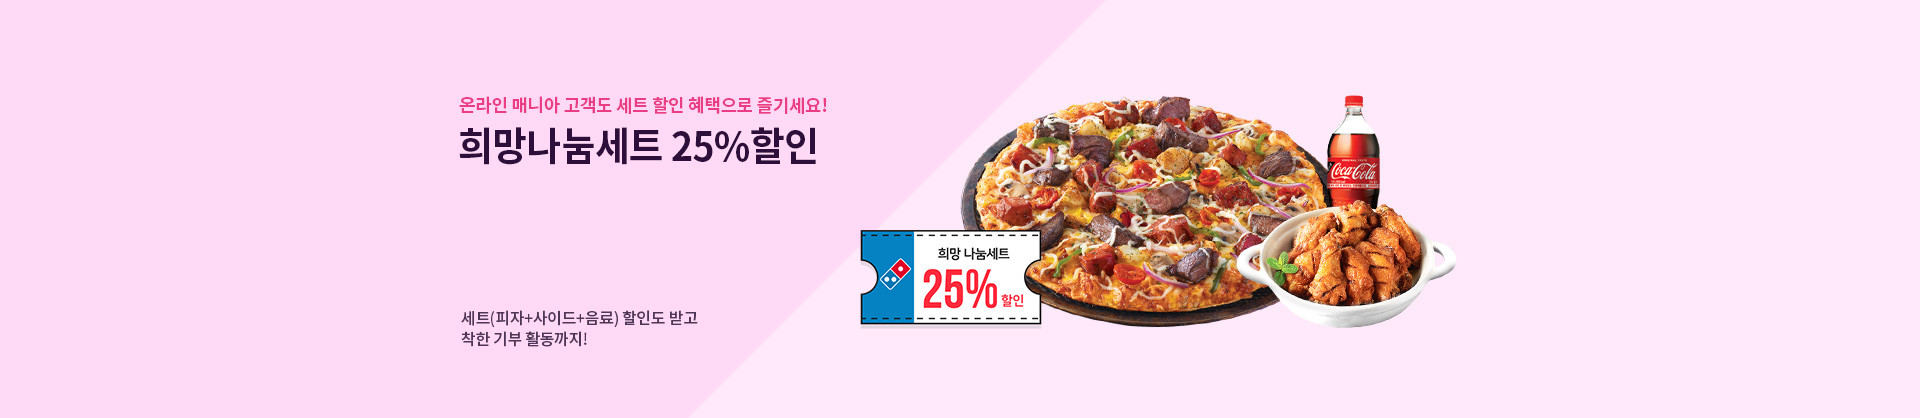 온라인 매니아 고객도 세트 할인 혜택으로 즐기세요!
희망나눔세트 25%할인
희망 나눔세트
25% 할인
Coca-Cola
세트(피자+사이드+음료) 할인도 받고
착한 기부 활동까지!